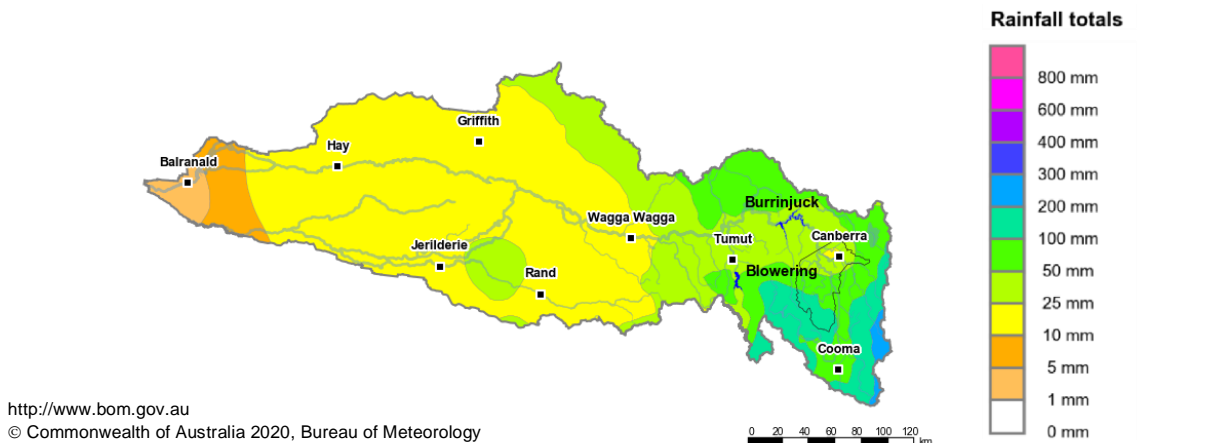 Rainfall totals
800 mm
600 mm
400 mm
300 mm
200 mm
100 mm
50 mm
25 mm
10 mm
5 mm
1 mm
0 mm
Griffith
Hay
Balranald
Burrinjuck
Wagga Wagga
Canberra
Tumut
Jerilderie
Blowering
Rand
Cooma
http://www.bom.gov.au
© Commonwealth of Australia 2020, Bureau of Meteorology
0 20 40 60 80 100 120
km